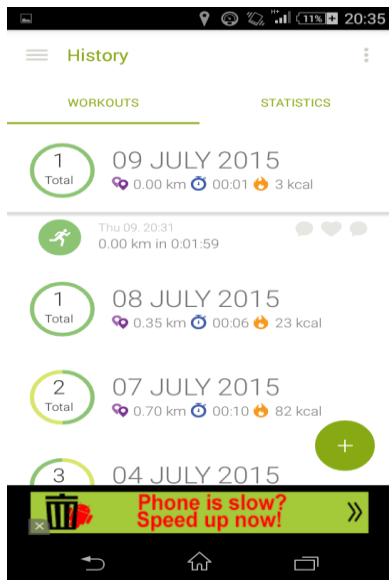 H+ 11% 20:35
History
WORKOUTS STATISTICS
1 Total
09 JULY 2015
0.00 km 00:01 3 kcal
Thu 09. 20:31
0.00 km in 0:01:59
1 Total
08 JULY 2015
0.35 km 00:06 23 kcal
2 Total
07 JULY 2015
0.70 km 00:10 82 kcal
+
3
04 JULY 2015
Phone is slow?
Speed up now!